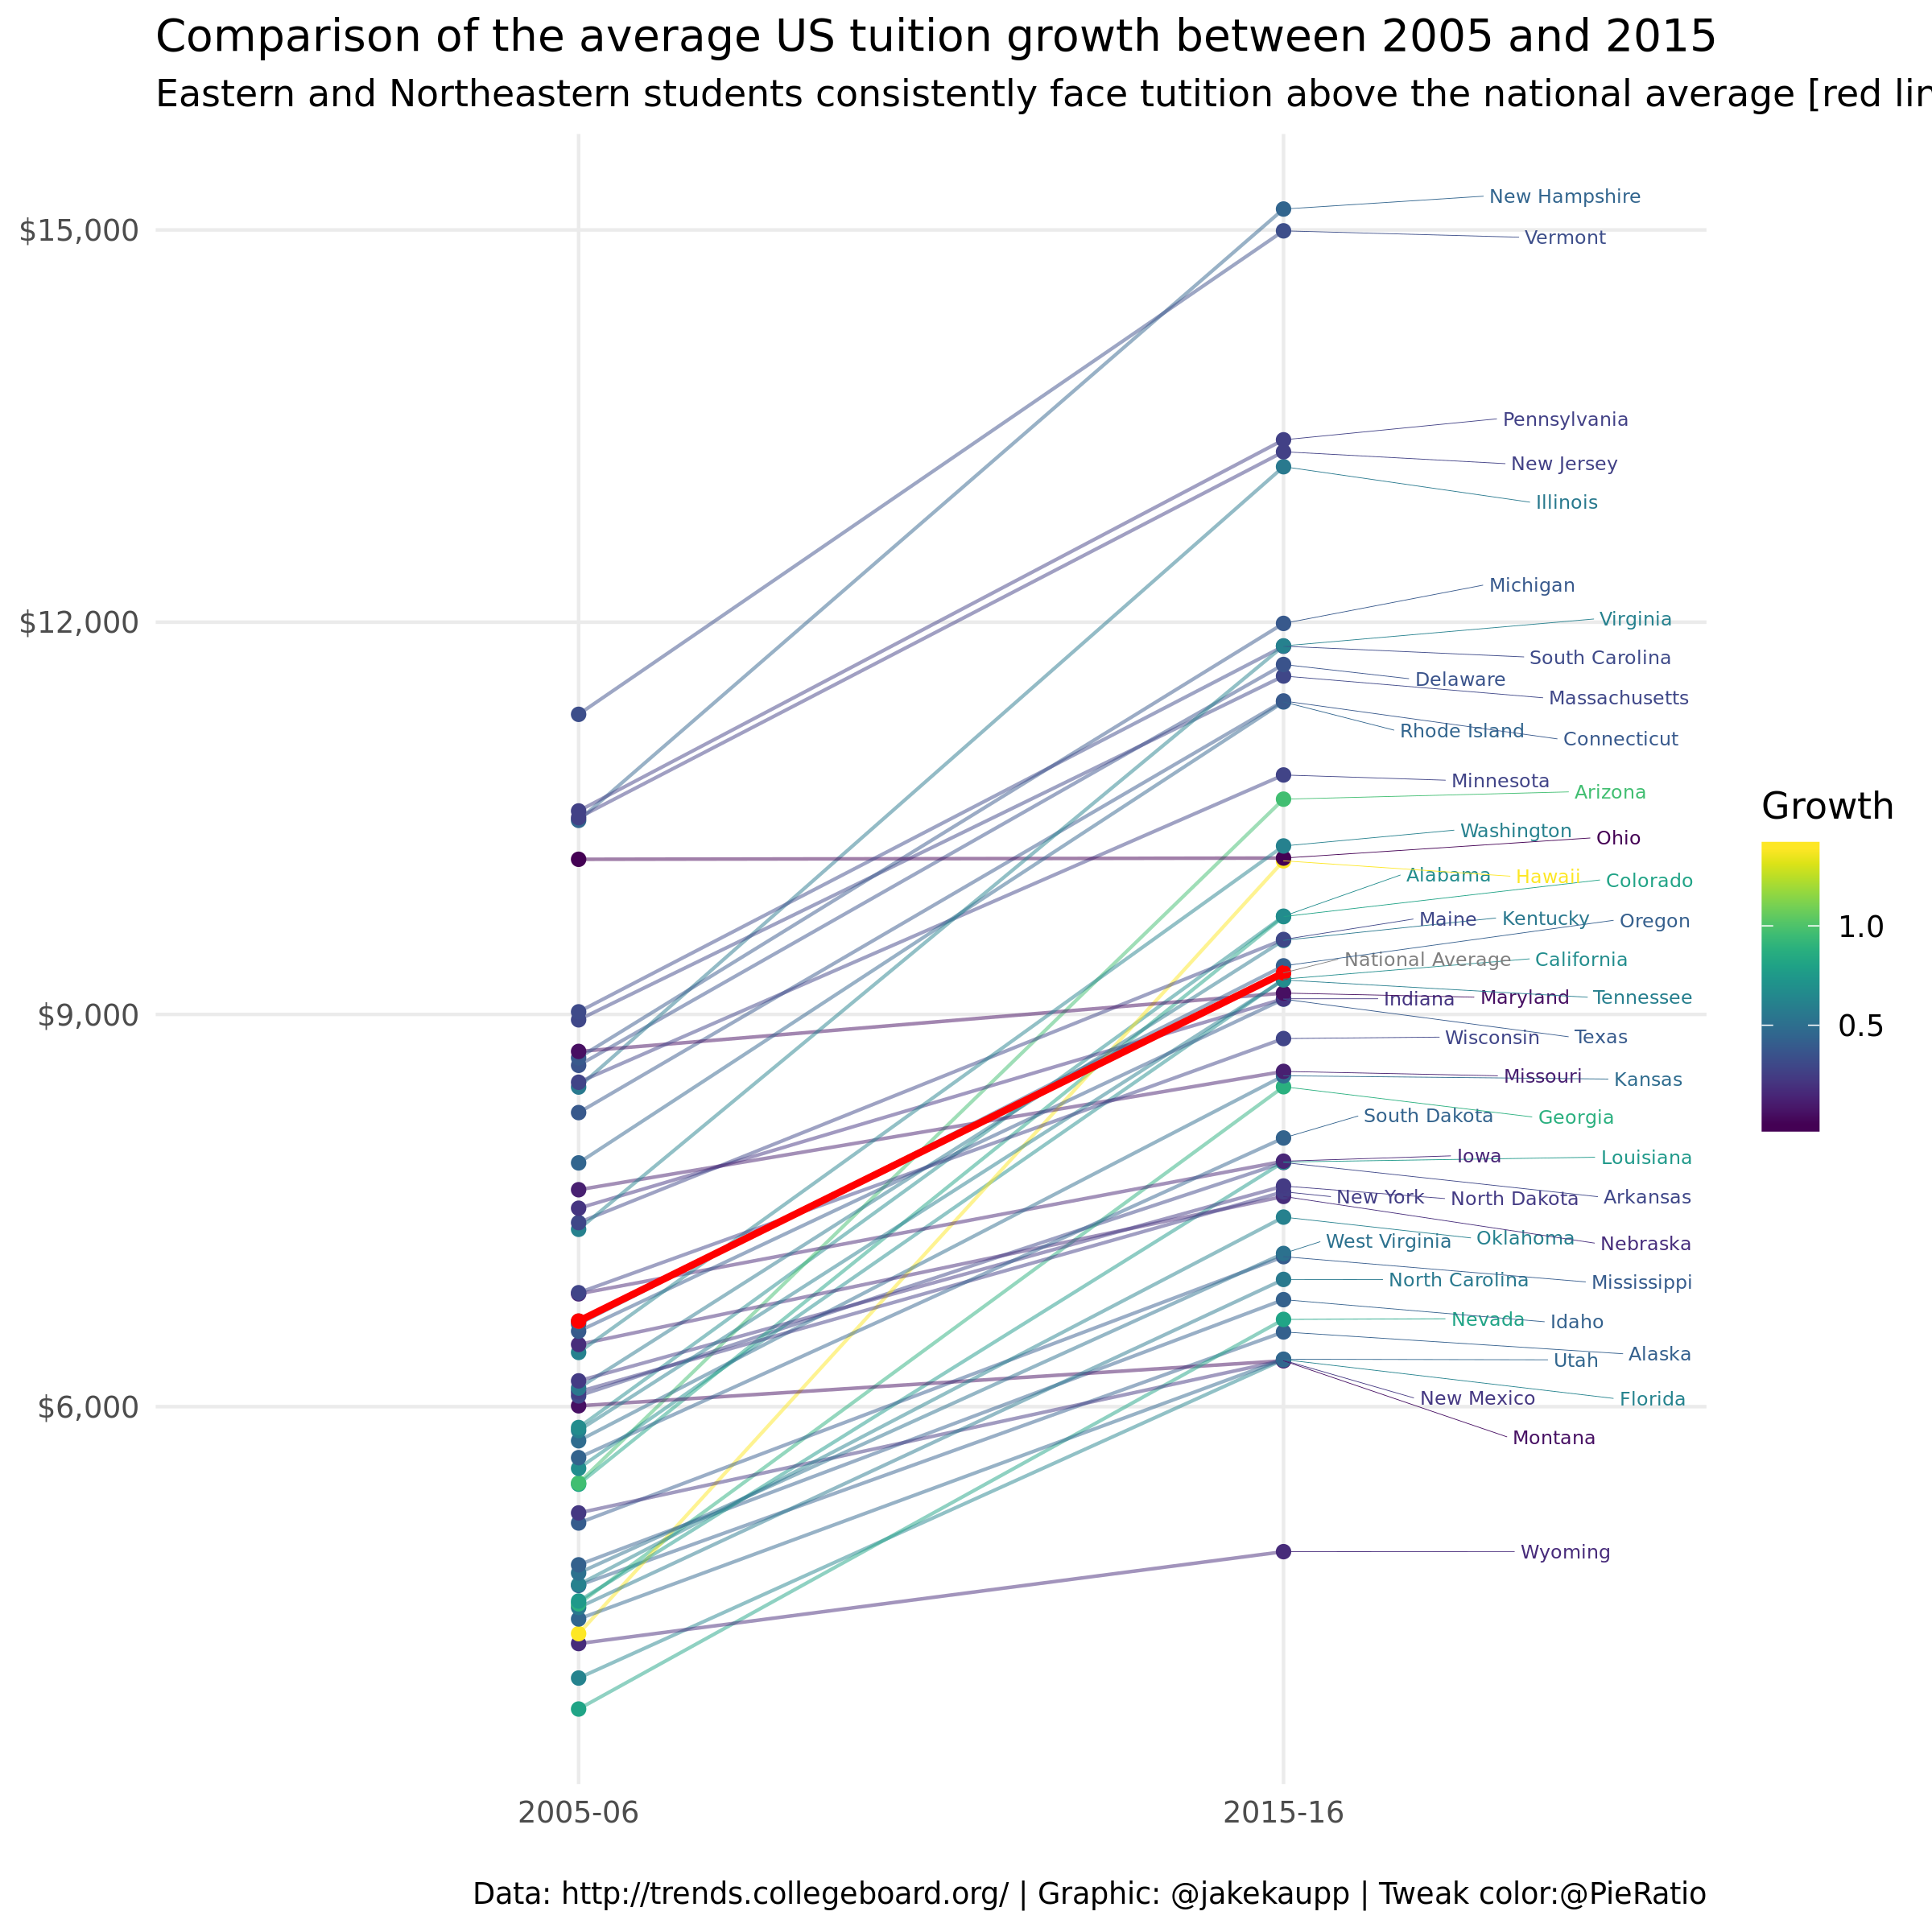 Comparison of the average US tuition growth between 2005 and 2015
Eastern and Northeastern students consistently face tutition above the national average [red lin
$15,000
$12,000
$9,000
$6,000
New Hampshire
Vermont
Pennsylvania
New Jersey
Illinois
Michigan
Virginia
South Carolina
Delaware
Massachusetts
Rhode Island
Connecticut
Minnesota
Arizona
Washington
Ohio
Alabama
Hawaii
Colorado
Maine
Kentucky
Oregon
National Average
California
Indiana
Maryland
Tennessee
Wisconsin
Texas
Missouri
Kansas
South Dakota
Georgia
Iowa
Louisiana
New York
North Dakota
Arkansas
West Virginia
Oklahoma
Nebraska
North Carolina
Mississippi
Nevada
Idaho
Alaska
Utah
New Mexico
Florida
Montana
Wyoming
Growth
1.0
0.5
2005-06
2015-16
Data: http://trends.collegeboard.org/ | Graphic: @jakekaupp | Tweak color:@PieRatio